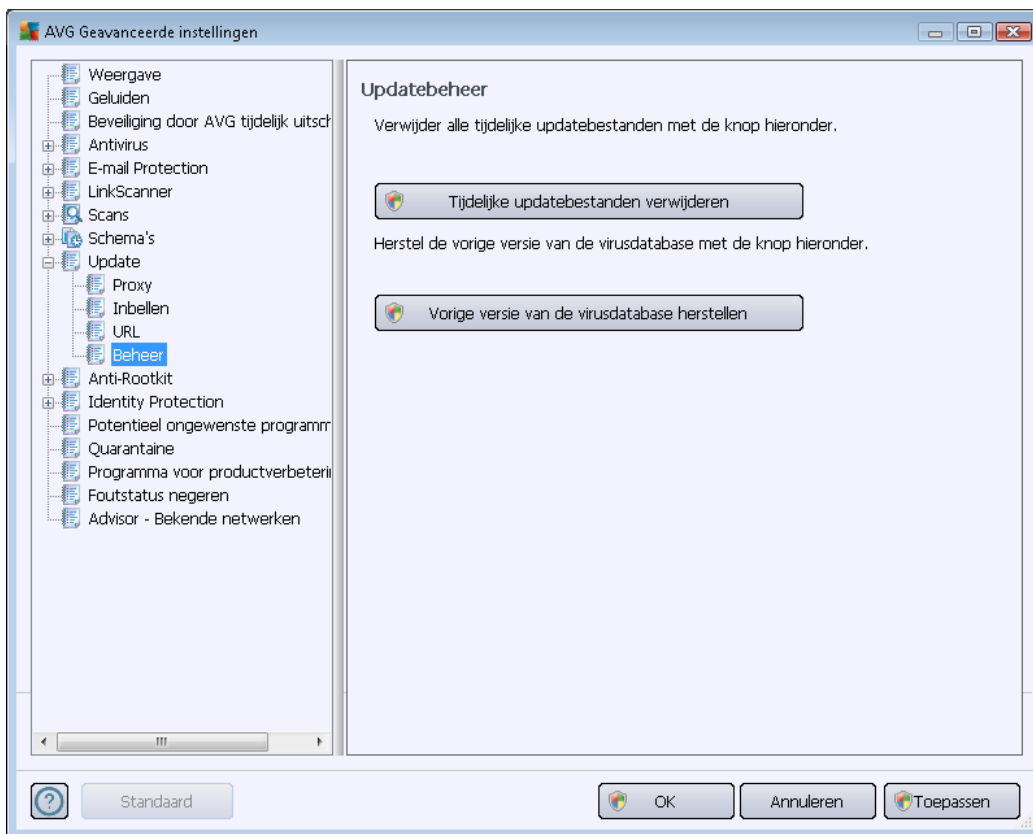 AVG Geavanceerde instellingen
Weergave
Geluiden
Beveiliging door AVG tijdelijk uitsch
Antivirus
E-mail Protection
LinkScanner
Scans
Schema's
Update
Proxy
Inbellen
URL
Beheer
Anti-Rootkit
Identity Protection
Potentieel ongewenste programm
Quarantaine
Programma voor productverbeterin
Foutstatus negeren
Advisor - Bekende netwerken
Updatebeheer
Verwijder alle tijdelijke updatebestanden met de knop hieronder.
Tijdelijke updatebestanden verwijderen
Herstel de vorige versie van de virusdatabase met de knop hieronder.
Vorige versie van de virusdatabase herstellen
Standaard
OK
Annuleren
Toepassen